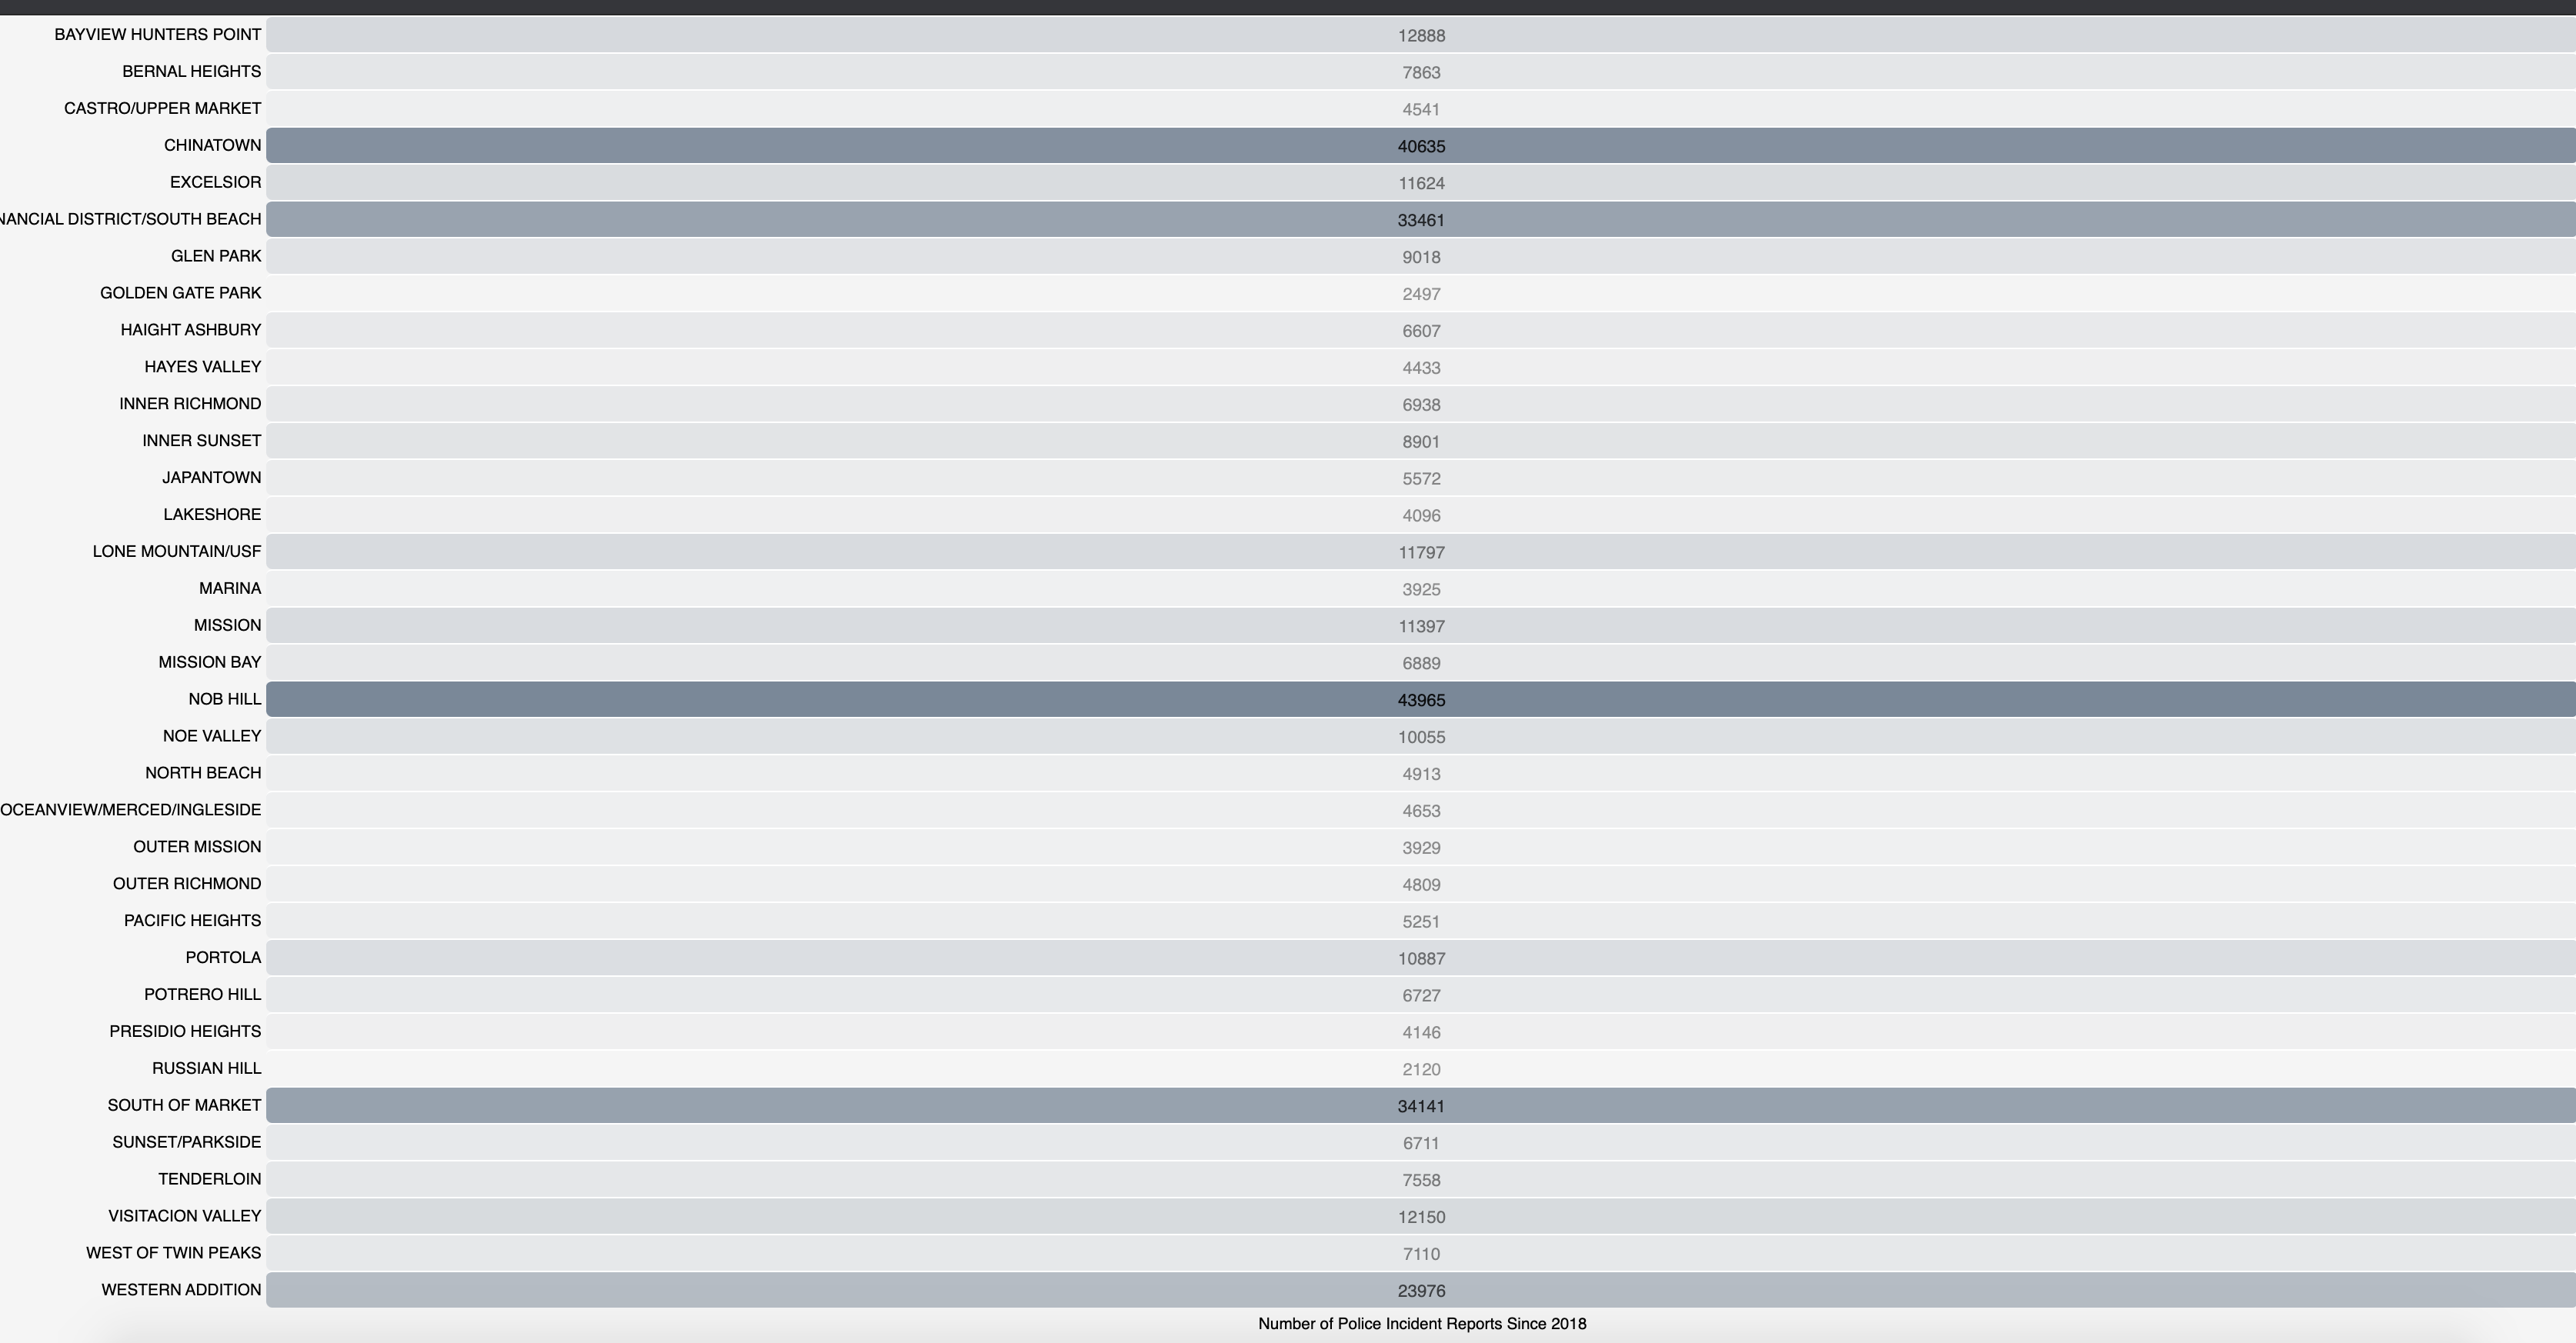 BAYVIEW HUNTERS POINT 12888
BERNAL HEIGHTS 7863
CASTRO/UPPER MARKET 4541
CHINATOWN 40635
EXCELSIOR 11624
NANCIAL DISTRICT/SOUTH BEACH 33461
GLEN PARK 9018
GOLDEN GATE PARK 2497
HAIGHT ASHBURY 6607
HAYES VALLEY 4433
INNER RICHMOND 6938
INNER SUNSET 8901
JAPANTOWN 5572
LAKESHORE 4096
LONE MOUNTAIN/USF 11797
MARINA 3925
MISSION 11397
MISSION BAY 6889
NOB HILL 43965
NOE VALLEY 10055
NORTH BEACH 4913
OCEANVIEW/MERCED/INGLESIDE 4653
OUTER MISSION 3929
OUTER RICHMOND 4809
PACIFIC HEIGHTS 5251
PORTOLA 10887
POTRERO HILL 6727
PRESIDIO HEIGHTS 4146
RUSSIAN HILL 2120
SOUTH OF MARKET 34141
SUNSET/PARKSIDE 6711
TENDERLOIN 7558
VISITACION VALLEY 12150
WEST OF TWIN PEAKS 7110
WESTERN ADDITION 23976
Number of Police Incident Reports Since 2018